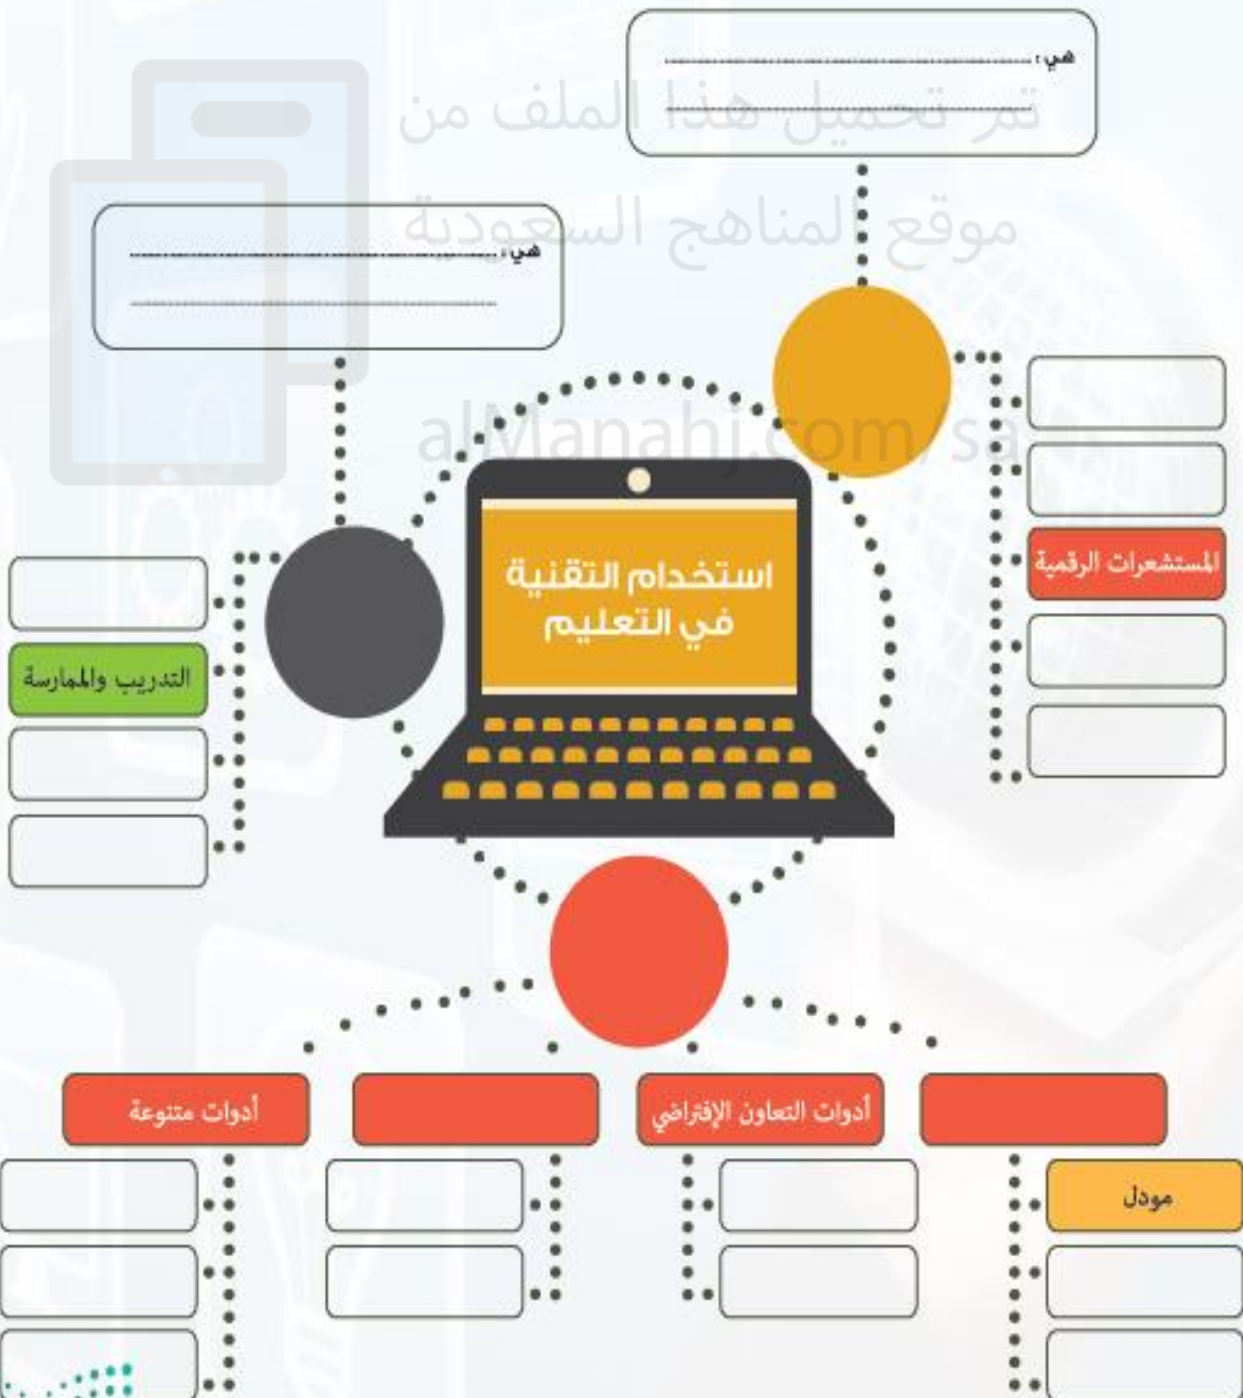 هي :
تم تحميل هذا الملف من
موقع المناهج السعودية
هي :
alManahj.com/sa
استخدام التقنية
في التعليم
المستشعرات الرقمية
التدريب والممارسة
أدوات التعاون الإفتراضي
أدوات متنوعة
مودل